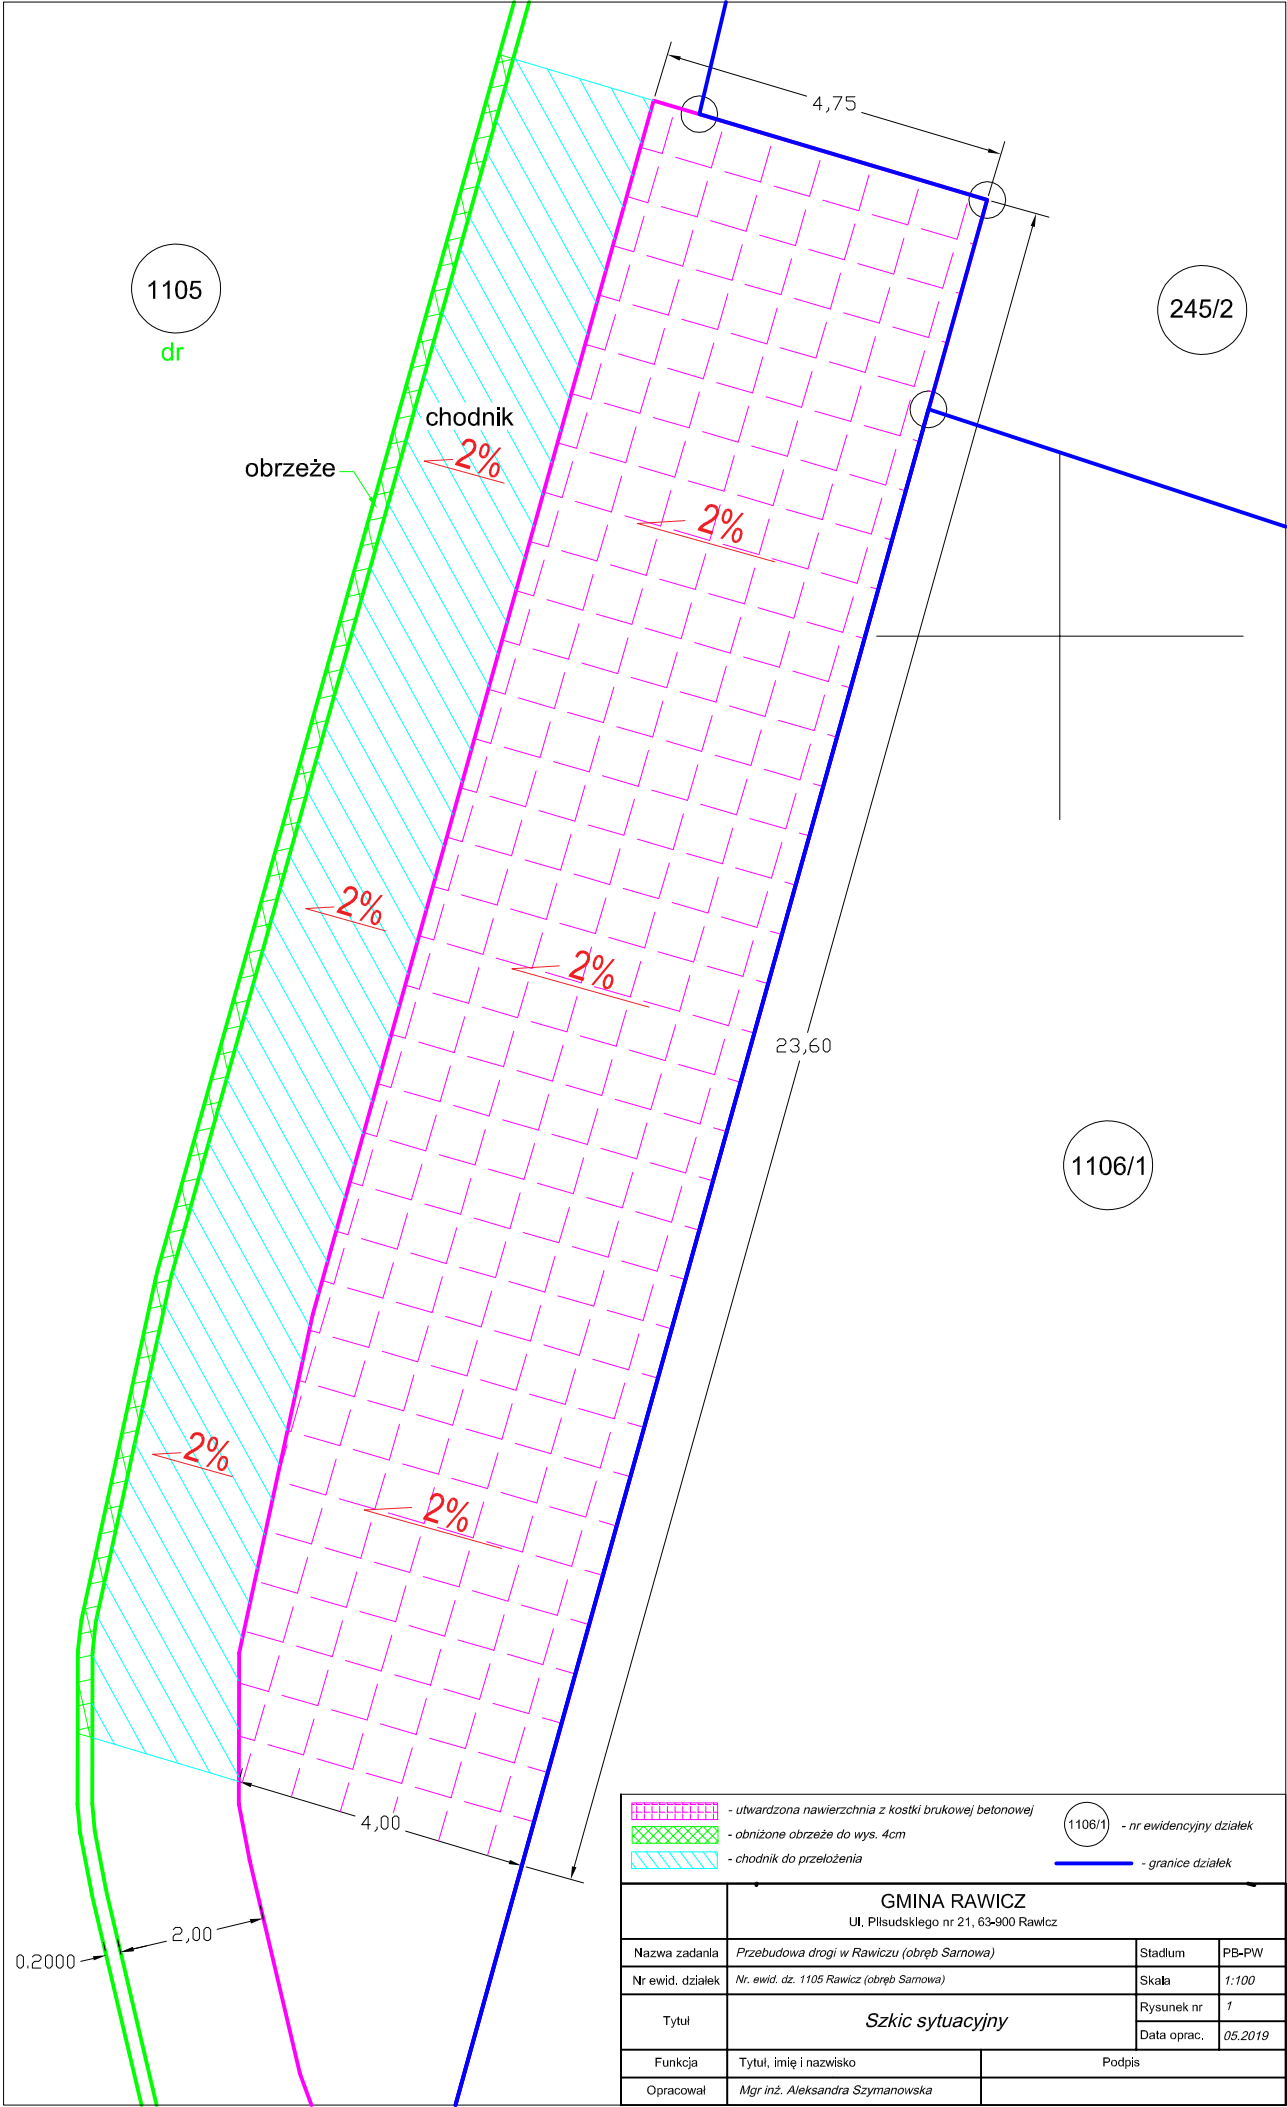 4,75
1105
dr
245/2
chodnik
2%
obrzeże
2%
23,60
2%
2%
1106/1
2%
2%
4,00
2,00
0.2000
- utwardzona nawierzchnia z kostki brukowej betonowej
- obniżone obrzeże do wys. 4cm
- chodnik do przełożenia
1106/1 - nr ewidencyjny działek
- granice działek
GMINA RAWICZ
Ul. Piłsudskiego nr 21, 63-900 Rawicz
Nazwa zadania Przebudowa drogi w Rawiczu (obręb Sarnowa) Stadium PB-PW
Nr ewid. działek Nr. ewid. dz. 1105 Rawicz (obręb Sarnowa) Skala 1:100
Tytuł Szkic sytuacyjny Rysunek nr 1
Data oprac. 05.2019
Funkcja Tytuł, imię i nazwisko Podpis
Opracował Mgr inż. Aleksandra Szymanowska